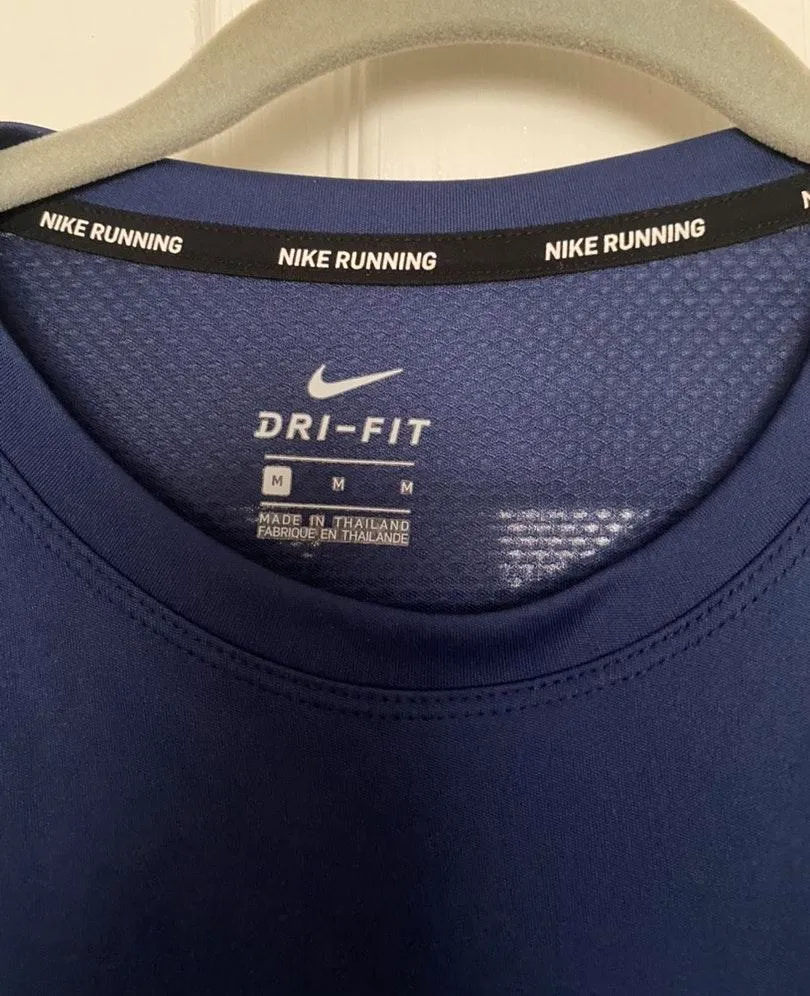 NIKE RUNNING NIKE RUNNING NIKE RUNNING
DRI-FIT
M M M
MADE IN THAILAND
FABRIQUE EN THAILANDE